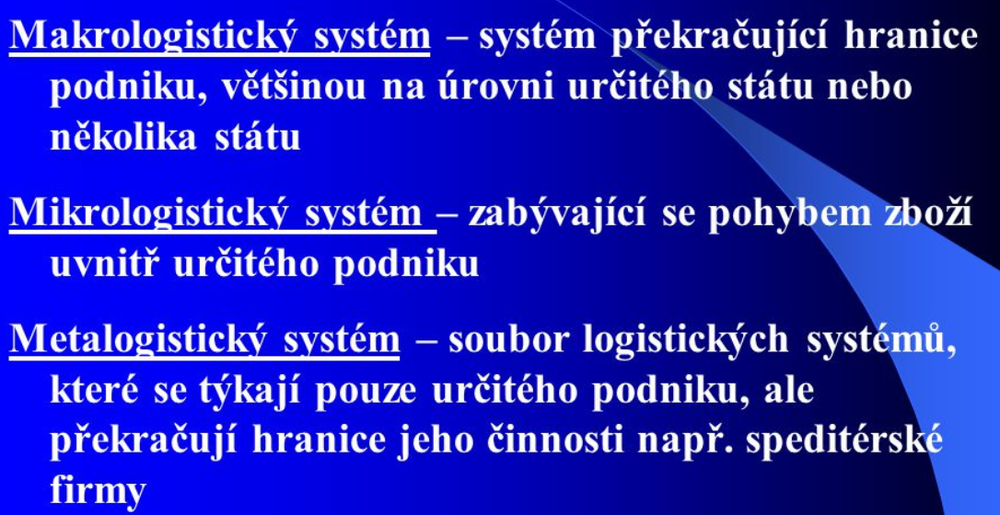 Makrologistický systém – systém překračující hranice
podniku, většinou na úrovni určitého státu nebo
několika státu
Mikrologistický systém – zabývající se pohybem zboží
uvnitř určitého podniku
Metalogistický systém – soubor logistických systémů,
které se týkají pouze určitého podniku, ale
překračují hranice jeho činnosti např. speditérské
firmy